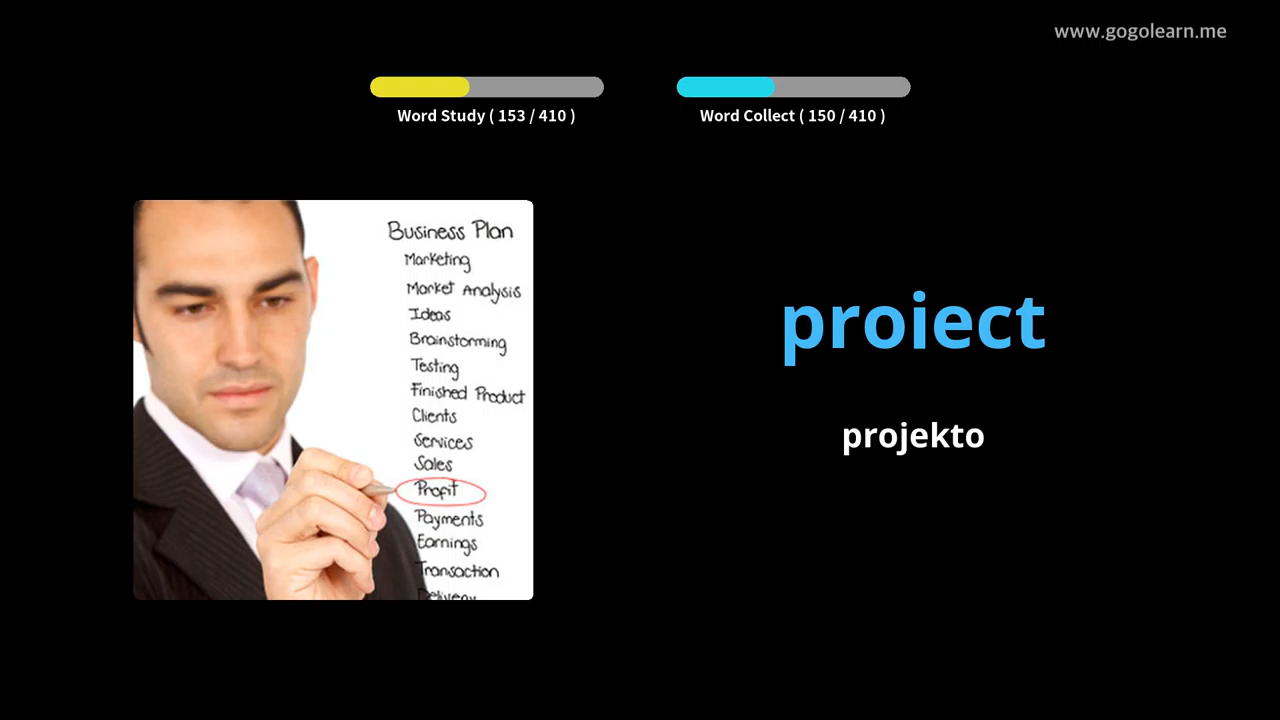 www.gogolearn.me
Word Study ( 153 / 410 )
Word Collect ( 150 / 410 )
Business Plan
Marketing
Market Analysis
Ideas
Brainstorming
Testing
Finished Product
Clients
Services
Sales
Profit
Payments
Earnings
Transaction
Delivery
proiect
projekto